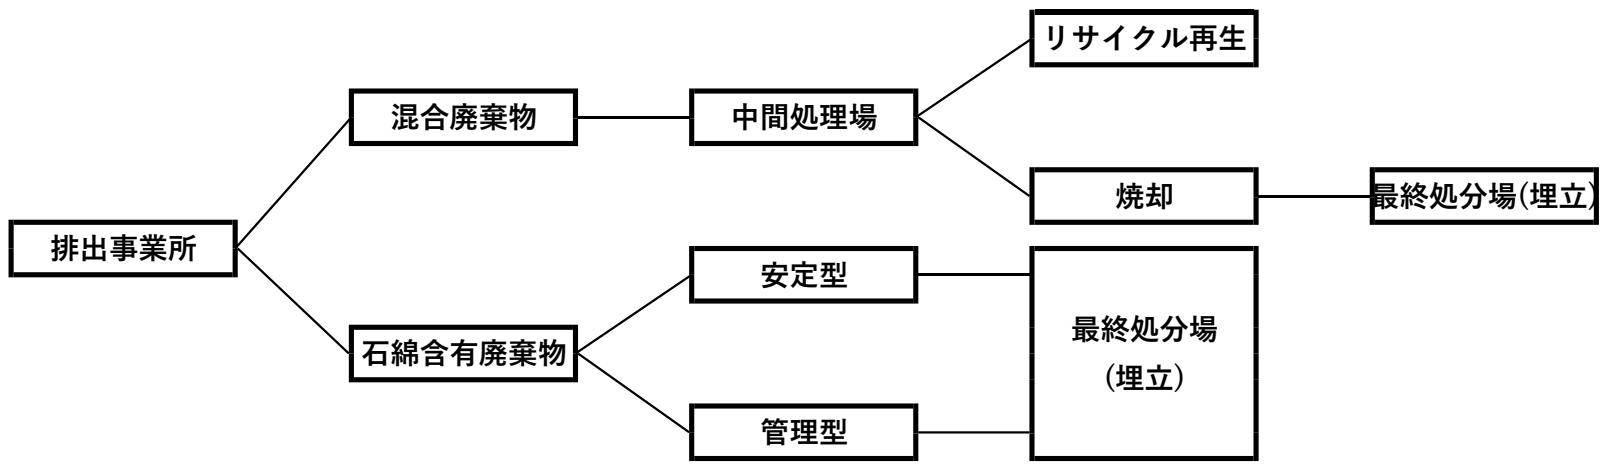 リサイクル再生
混合廃棄物
中間処理場
焼却
最終処分場(埋立)
排出事業所
安定型
石綿含有廃棄物
最終処分場
(埋立)
管理型